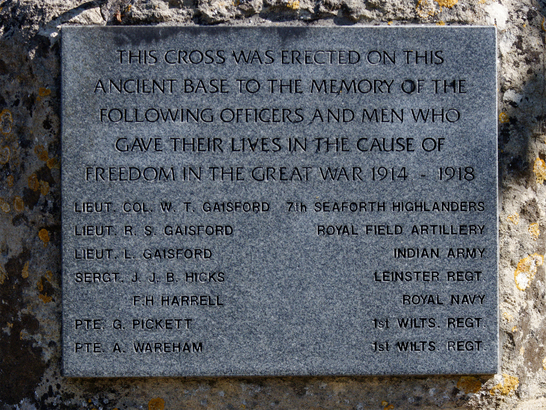 THIS CROSS WAS ERECTED ON THIS
ANCIENT BASE TO THE MEMORY OF THE
FOLLOWING OFFICERS AND MEN WHO
GAVE THEIR LIVES IN THE CAUSE OF
FREEDOM IN THE GREAT WAR 1914 - 1918
LIEUT. COL. W. T. GAISFORD 7th SEAFORTH HIGHLANDERS
LIEUT. R. S. GAISFORD ROYAL FIELD ARTILLERY
LIEUT. L. GAISFORD INDIAN ARMY
SERGT. J. J. B. HICKS LEINSTER REGT.
F.H HARRELL ROYAL NAVY
PTE. G. PICKETT 1st WILTS. REGT.
PTE. A. WAREHAM 1st WILTS. REGT.